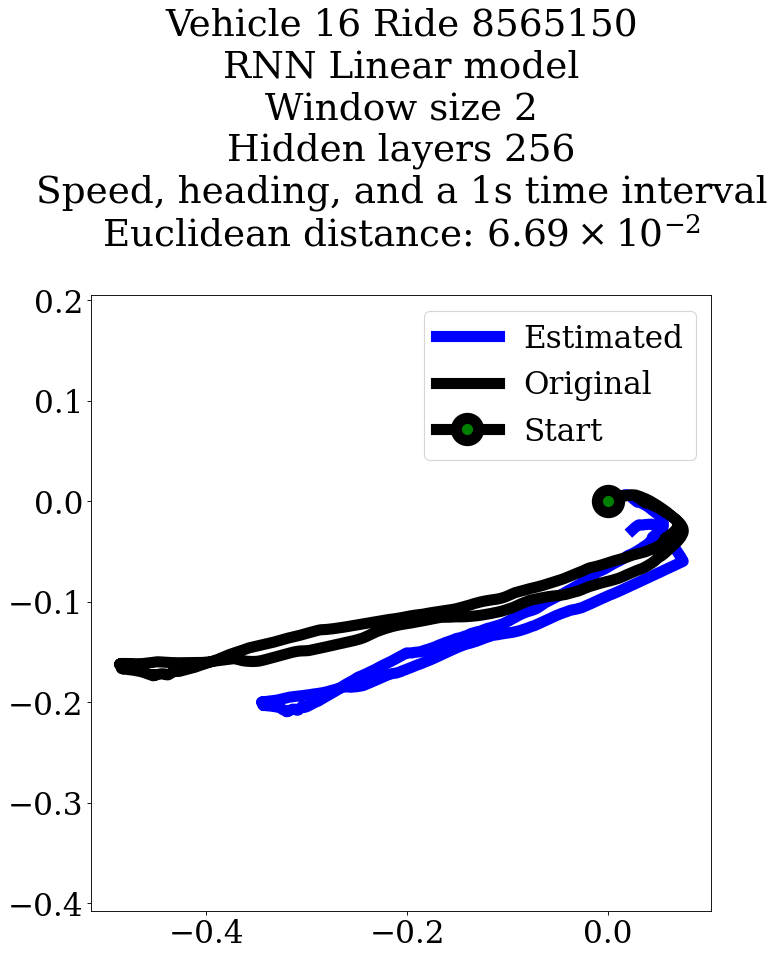 Vehicle 16 Ride 8565150
RNN Linear model
Window size 2
Hidden layers 256
Speed, heading, and a 1s time interval
Euclidean distance: 6.69 × 10⁻²
0.2
0.1
0.0
−0.1
−0.2
−0.3
−0.4
Estimated
Original
Start
−0.4
−0.2
0.0